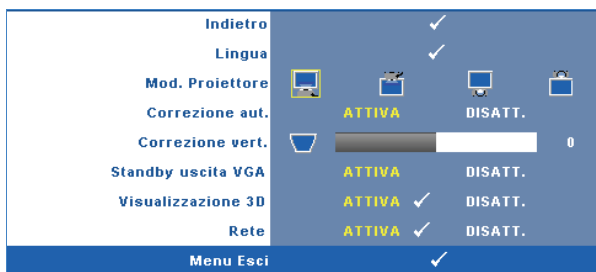 Indietro
Lingua
Mod. Proiettore
Correzione aut. ATTIVA DISATT.
Correzione vert. 0
Standby uscita VGA ATTIVA DISATT.
Visualizzazione 3D ATTIVA ✓ DISATT.
Rete ATTIVA ✓ DISATT.
Menu Esci